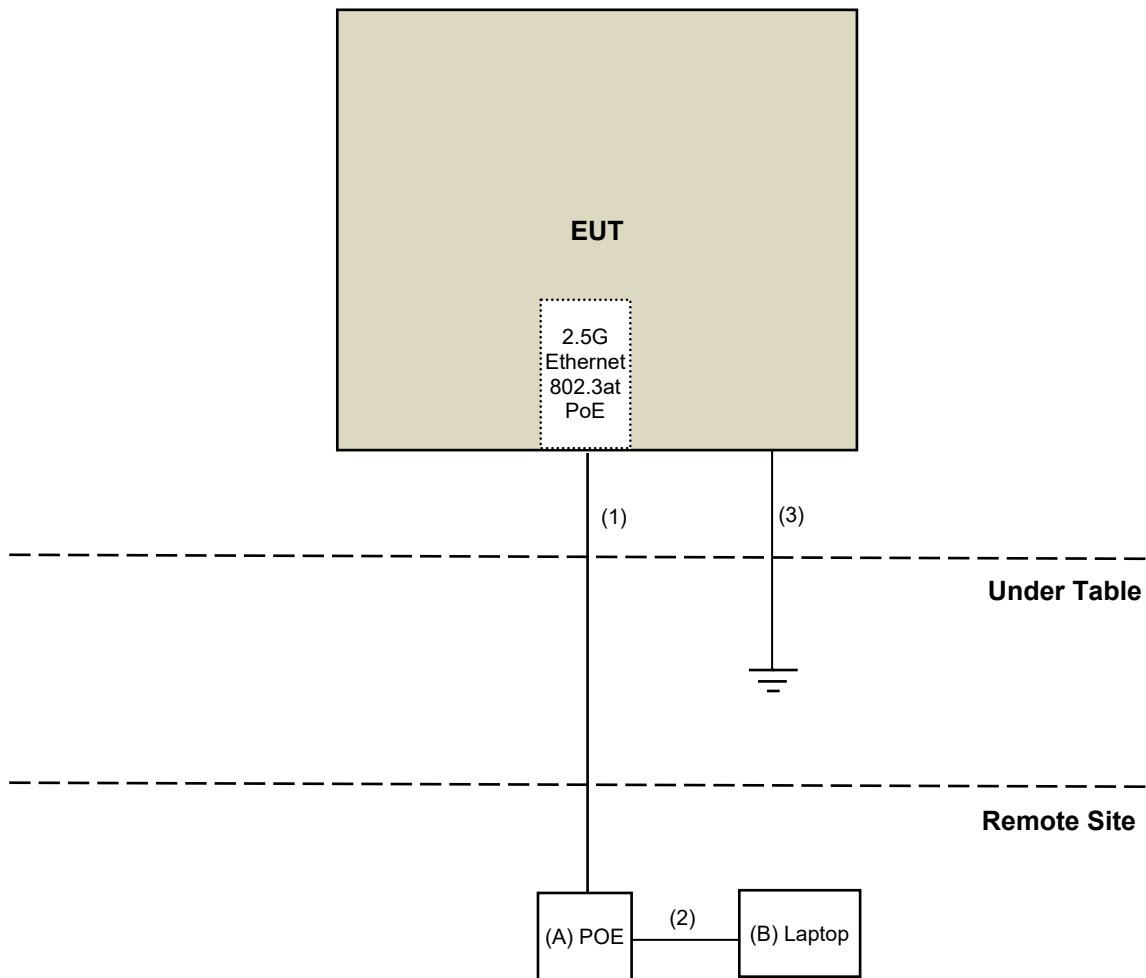 EUT
2.5G
Ethernet
802.3at
PoE
(1)
(3)
Under Table
Remote Site
(A) POE
(2)
(B) Laptop